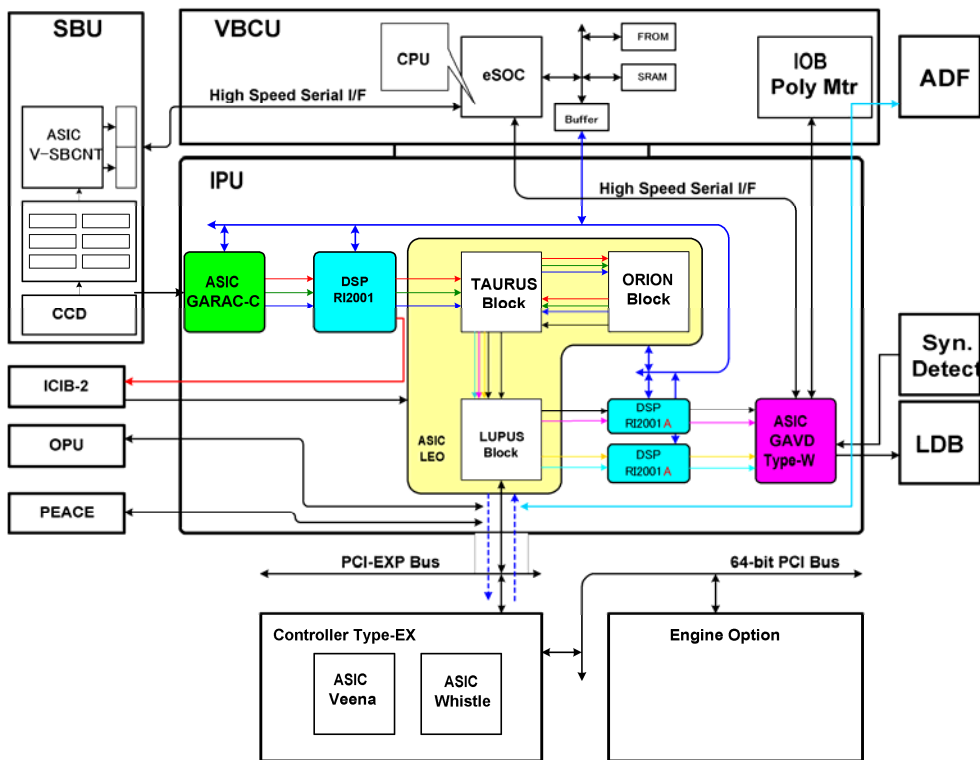 SBU
VBCU
CPU
eSOC
FROM
SRAM
Buffer
IOB
Poly Mtr
ADF
High Speed Serial I/F
ASIC
V-SBCNT
CCD
IPU
High Speed Serial I/F
ASIC
GARAC-C
DSP
RI2001
TAURUS
Block
ORION
Block
Syn.
Detect
ICIB-2
OPU
PEACE
ASIC
LEO
LUPUS
Block
DSP
RI2001A
DSP
RI2001A
ASIC
GAVD
Type-W
LDB
PCI-EXP Bus
64-bit PCI Bus
Controller Type-EX
ASIC
Veena
ASIC
Whistle
Engine Option